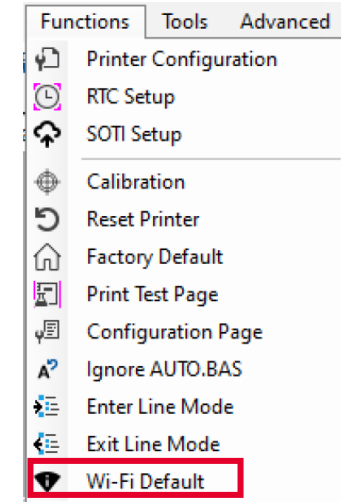 Functions Tools Advanced
Printer Configuration
RTC Setup
SOTI Setup
Calibration
Reset Printer
Factory Default
Print Test Page
Configuration Page
Ignore AUTO.BAS
Enter Line Mode
Exit Line Mode
Wi-Fi Default